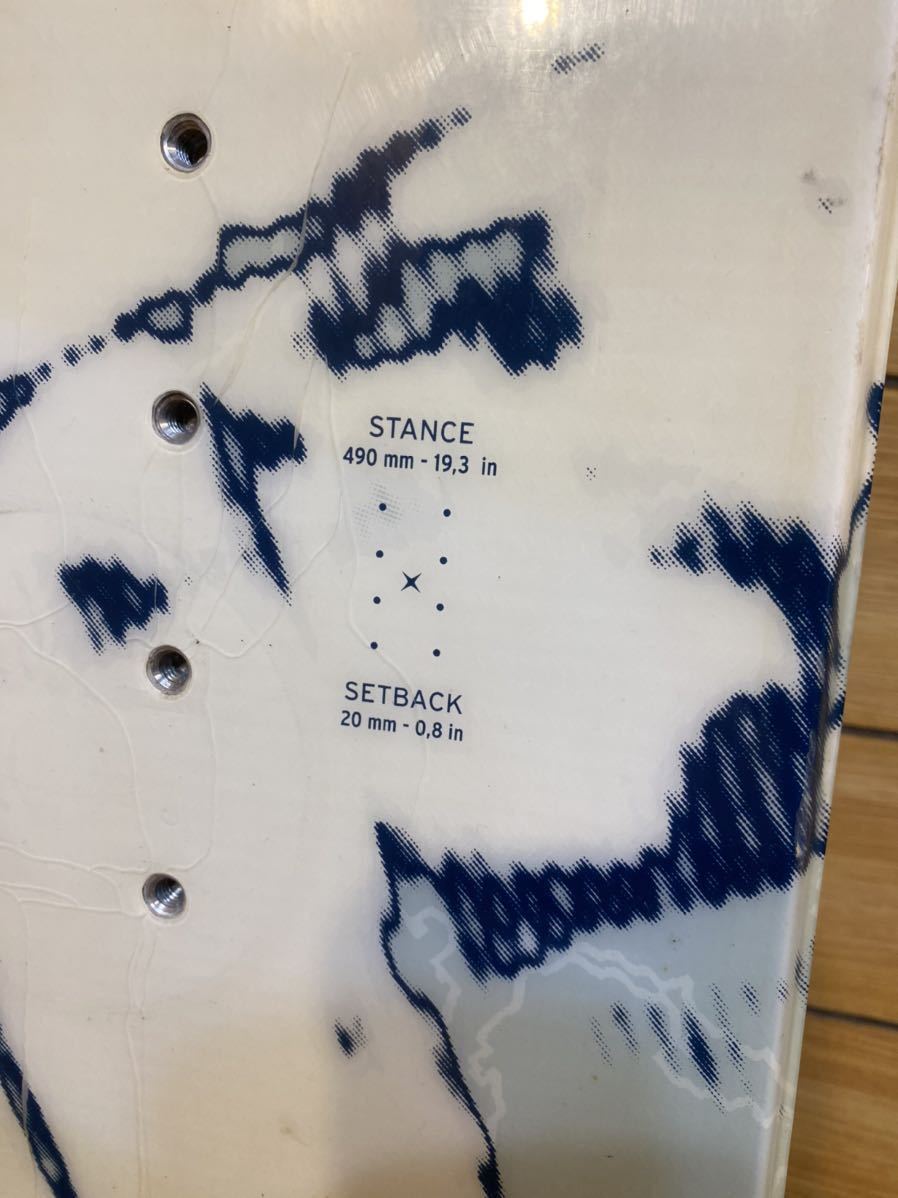 STANCE
490 mm - 19,3 in
SETBACK
20 mm - 0,8 in